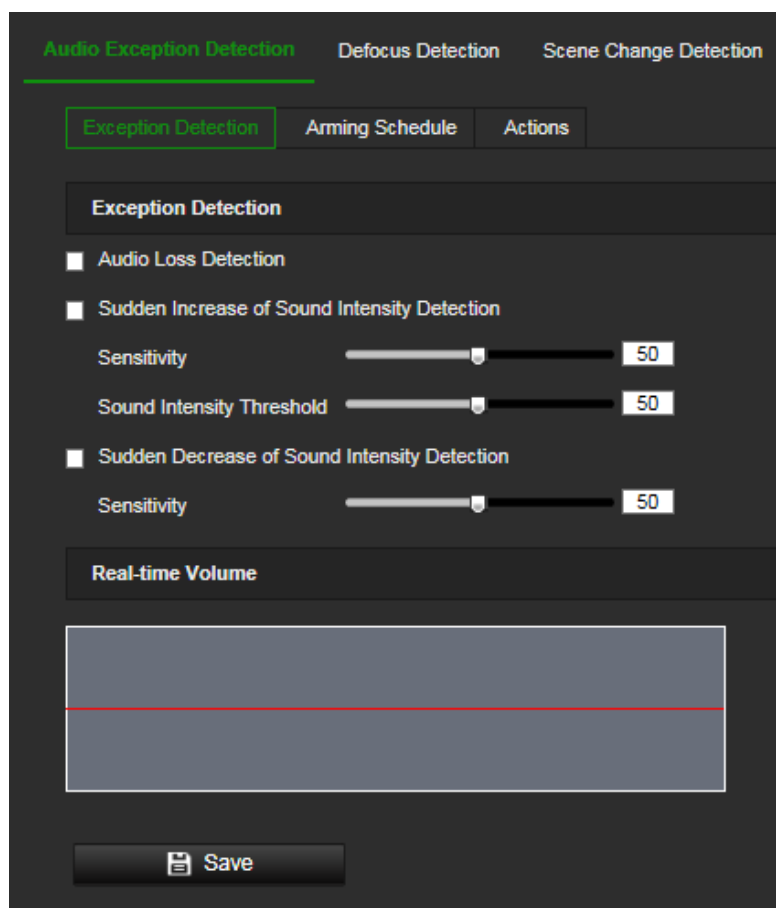 Audio Exception Detection Defocus Detection Scene Change Detection
Exception Detection Arming Schedule Actions
Exception Detection
Audio Loss Detection
Sudden Increase of Sound Intensity Detection
Sensitivity 50
Sound Intensity Threshold 50
Sudden Decrease of Sound Intensity Detection
Sensitivity 50
Real-time Volume
Save